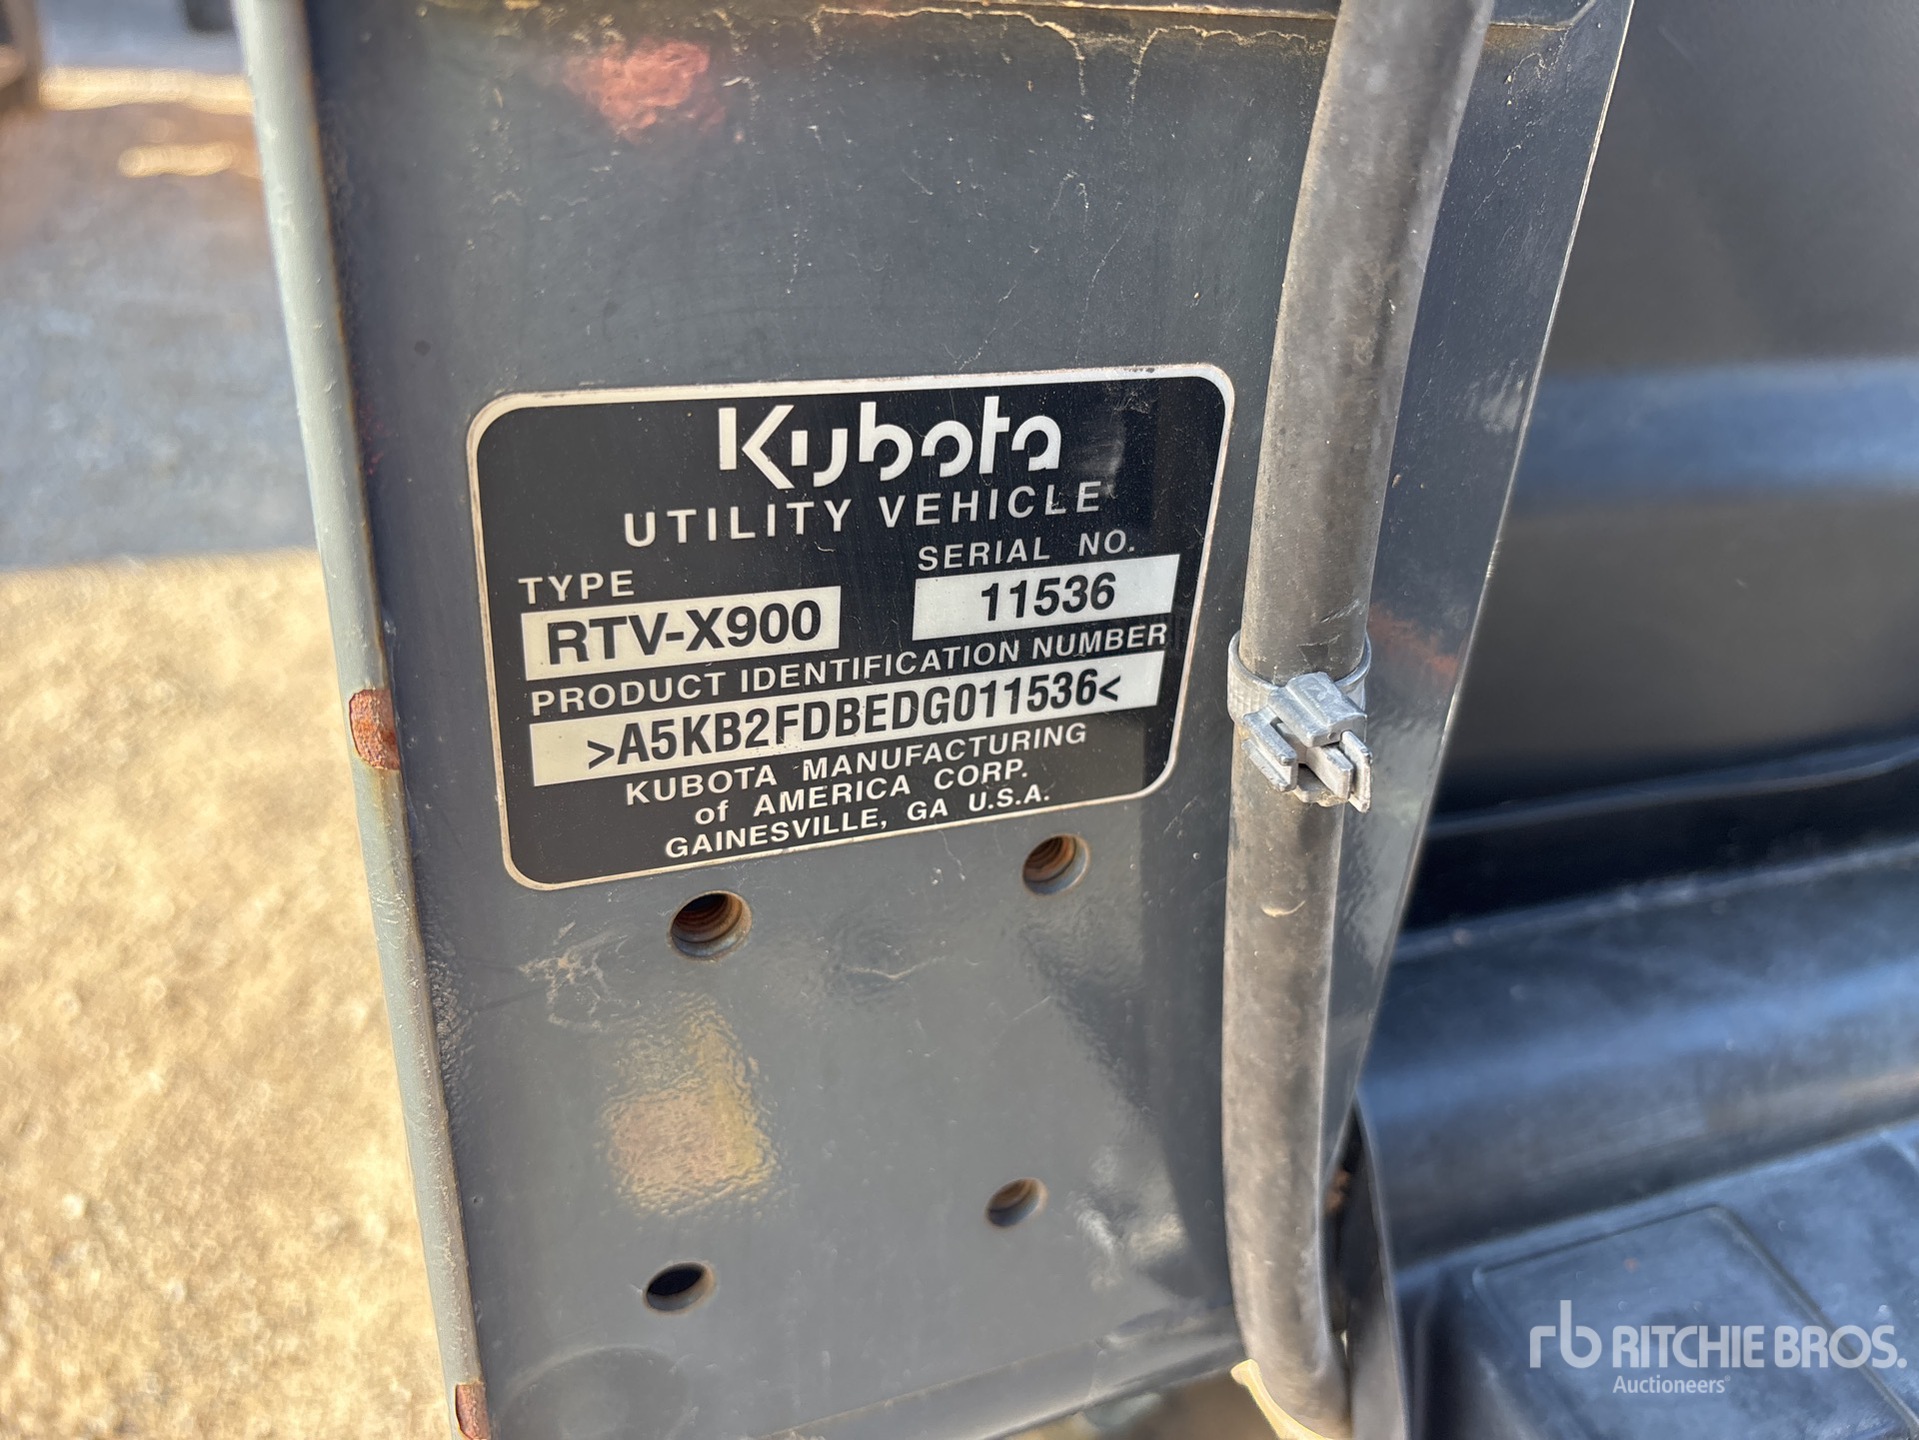 Kubota
UTILITY VEHICLE
TYPE
SERIAL NO.
RTV-X900
11536
PRODUCT IDENTIFICATION NUMBER
>A5KB2FDBEDG011536<
KUBOTA MANUFACTURING
of AMERICA CORP.
GAINESVILLE, GA U.S.A.
rb RITCHIE BROS.
Auctioneers